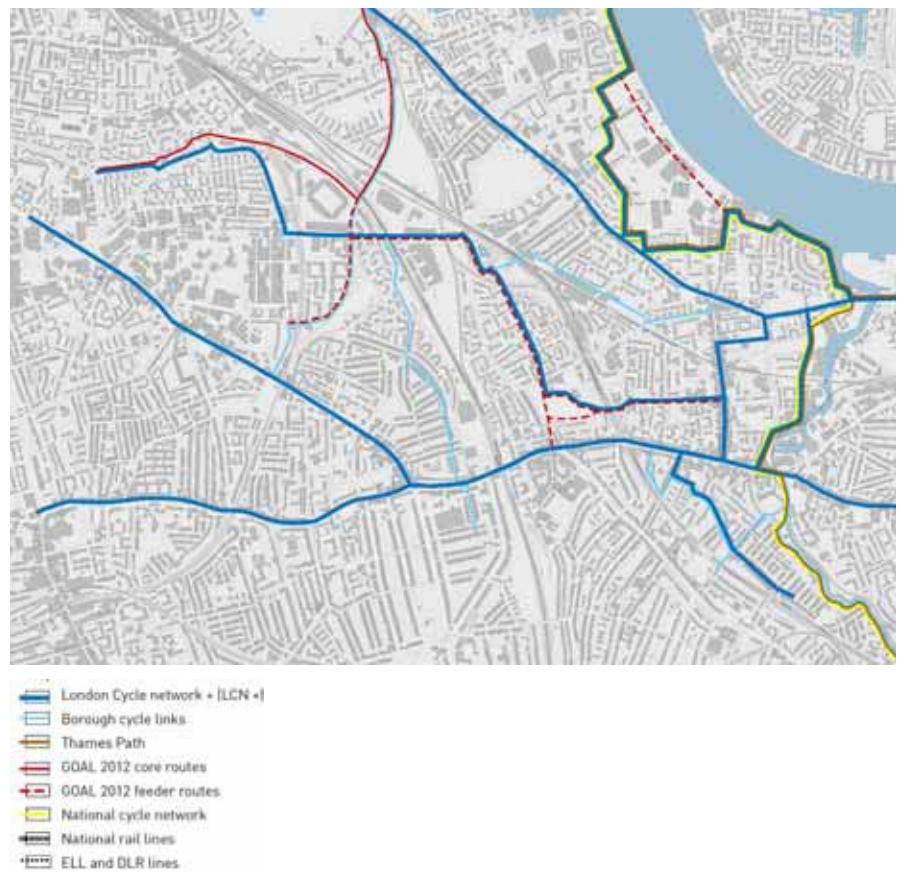 London Cycle network + (LCN +)
Borough cycle links
Thames Path
GOAL 2012 core routes
GOAL 2012 feeder routes
National cycle network
National rail lines
ELL and DLR lines